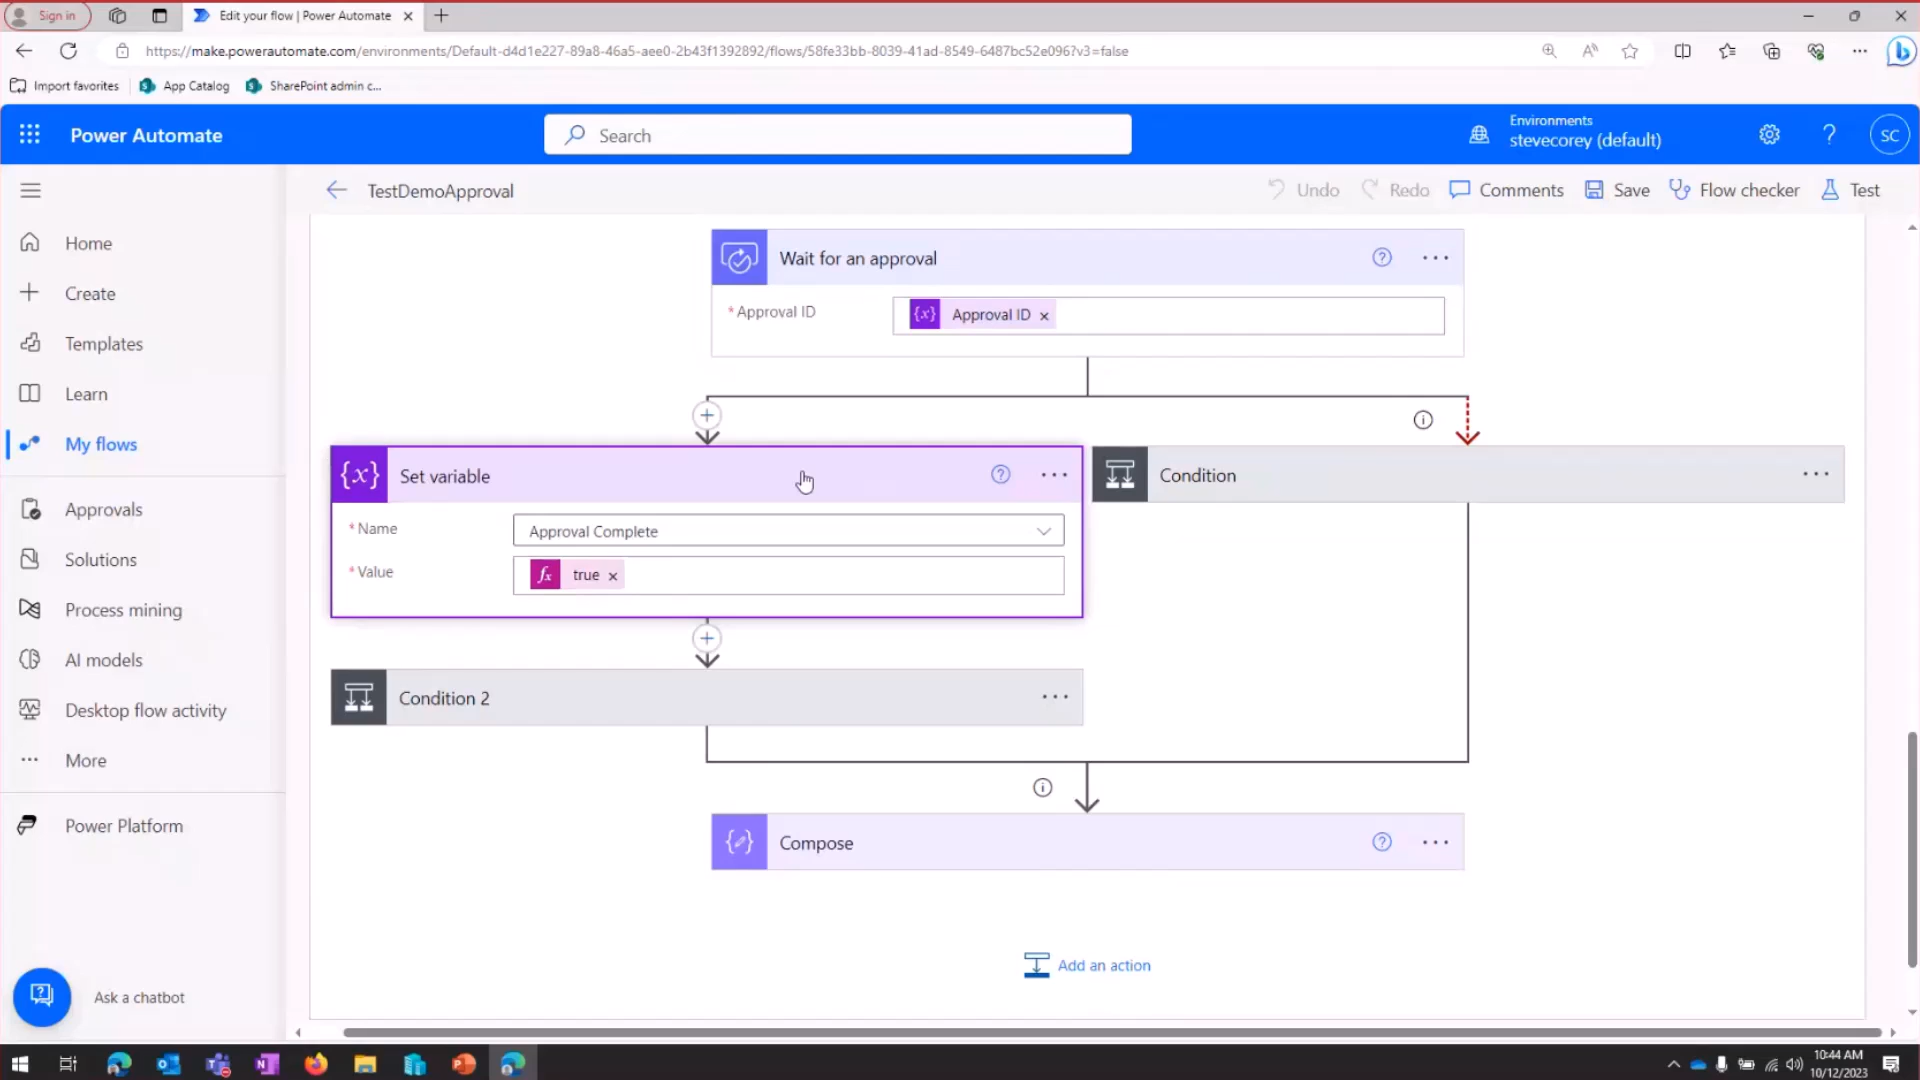 Sign in
Edit your flow | Power Automate
https://make.powerautomate.com/environments/Default-d4d1e227-89a8-46a5-aee0-2b43f1392892/flows/58fe33bb-8039-41ad-8549-6487bc52e096?v3=false
Import favorites
App Catalog
SharePoint admin c...
Power Automate
Search
Environments
stevecorey (default)
SC
TestDemoApproval
Undo
Redo
Comments
Save
Flow checker
Test
Home
Create
Templates
Learn
My flows
Approvals
Solutions
Process mining
AI models
Desktop flow activity
More
Power Platform
Ask a chatbot
Wait for an approval
* Approval ID
{x} Approval ID ×
{x} Set variable
* Name
Approval Complete
* Value
fx true ×
Condition
Condition 2
Compose
Add an action
10:44 AM
10/12/2023